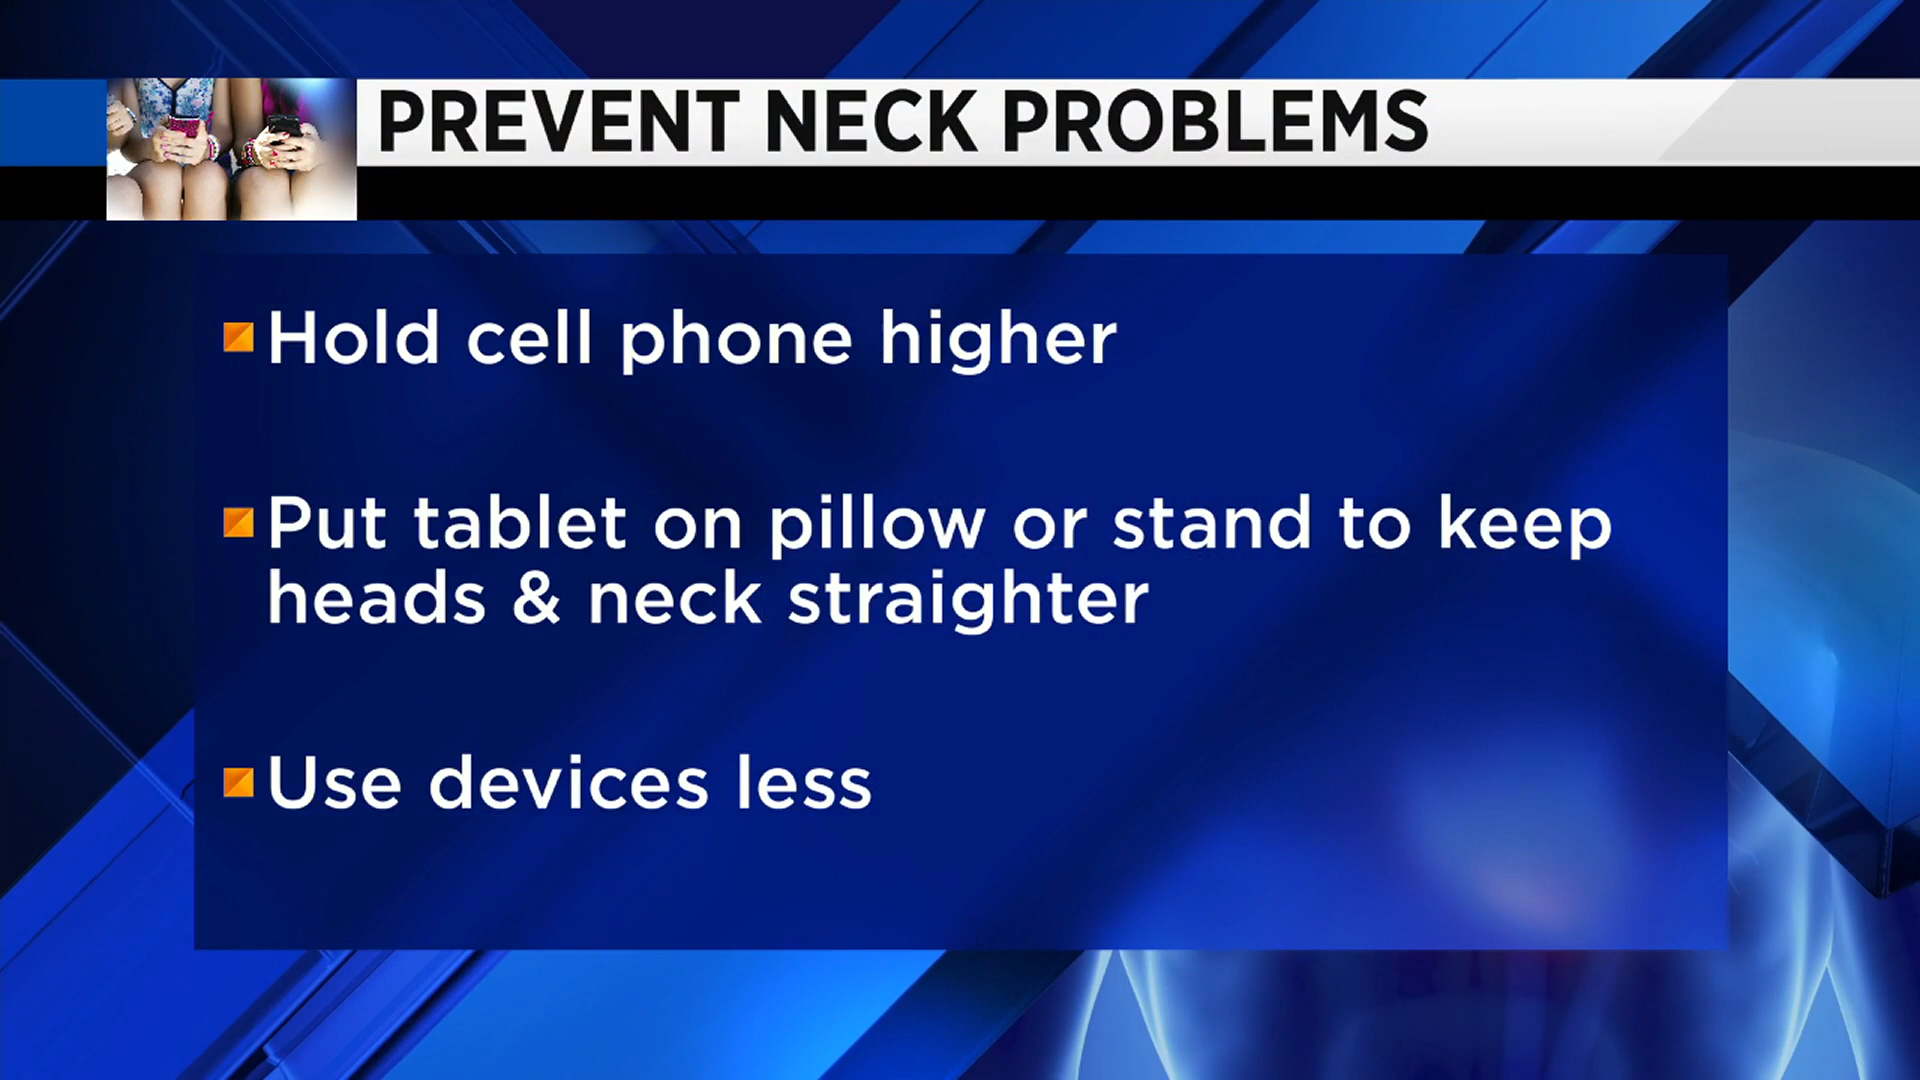 PREVENT NECK PROBLEMS
Hold cell phone higher
Put tablet on pillow or stand to keep
heads & neck straighter
Use devices less